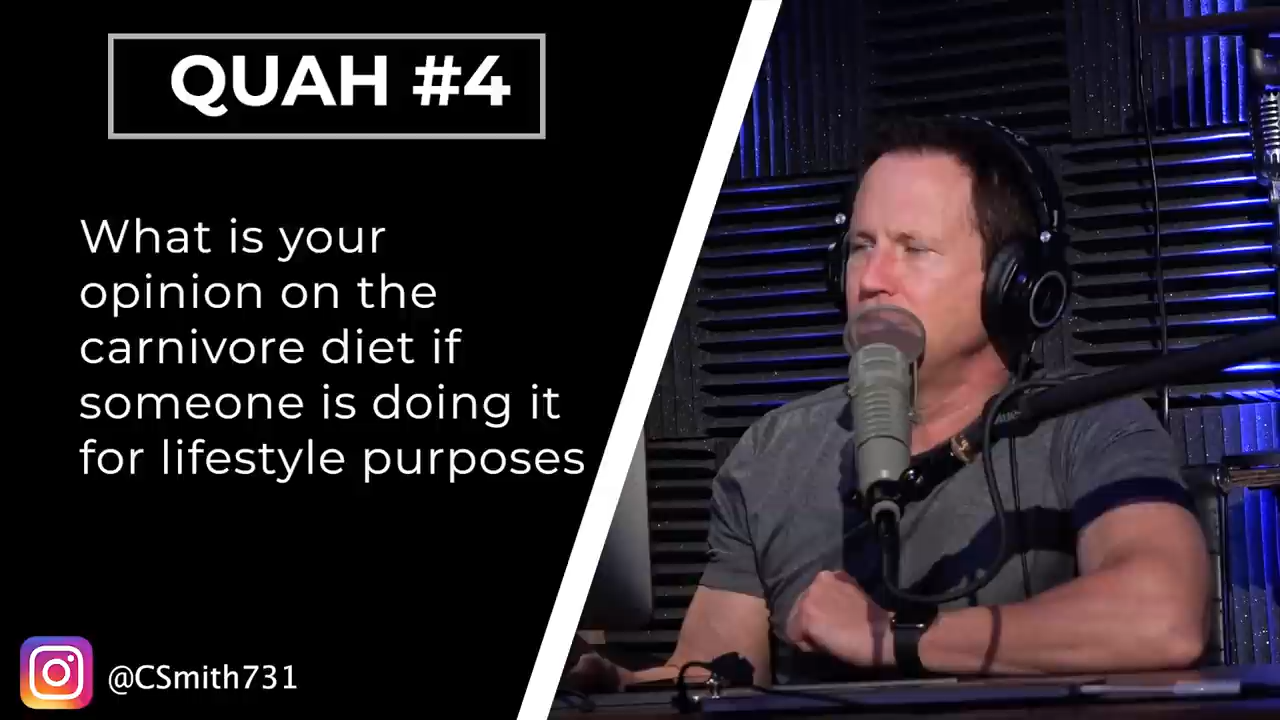 QUAH #4
What is your
opinion on the
carnivore diet if
someone is doing it
for lifestyle purposes
@CSmith731